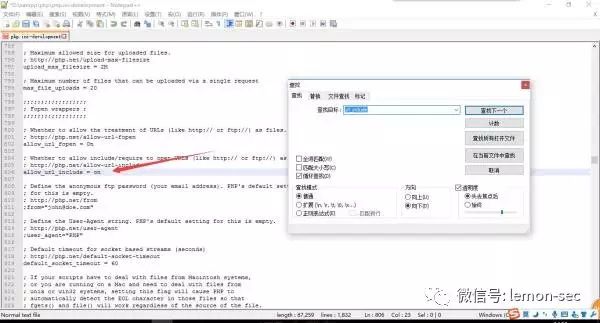 *D:\xampp\php\php.ini-development - Notepad++
文件(F) 编辑(E) 搜索(S) 视图(V) 编码(N) 语言(L) 设置(T) 宏(O) 运行(R) 插件(P) 窗口(W) ?
php.ini-development
; Maximum allowed size for uploaded files.
; http://php.net/upload-max-filesize
upload_max_filesize = 2M
; Maximum number of files that can be uploaded via a single request
max_file_uploads = 20
;;;;;;;;;;;;;;;;;;
; Fopen wrappers ;
;;;;;;;;;;;;;;;;;;
; Whether to allow the treatment of URLs (like http:// or ftp://) as files.
; http://php.net/allow-url-fopen
allow_url_fopen = On
; Whether to allow include/require to open URLs (like http:// or ftp://) as
; http://php.net/allow-url-include
allow_url_include = on
; Define the anonymous ftp password (your email address). PHP's default setting
; for this is empty.
; http://php.net/from
;from="john@doe.com"
; Define the User-Agent string. PHP's default setting for this is empty.
; http://php.net/user-agent
;user_agent="PHP"
; Default timeout for socket based streams (seconds)
; http://php.net/default-socket-timeout
default_socket_timeout = 60
; If your scripts have to deal with files from Macintosh systems,
; or you are running on a Mac and need to deal with files from
; unix or win32 systems, setting this flag will cause PHP to
; automatically detect the EOL character in those files so that
; fgets() and file() will work regardless of the source of the file.
查找
查找 替换 文件查找 标记
查找目标:
查找下一个
计数
查找所有打开文件
在当前文件中查找
取消
全词匹配(W)
匹配大小写(C)
循环查找(D)
查找模式
普通
扩展 (\n, \r, \t, \0, \x...)
正则表达式(E)
匹配新行
方向
向上(U)
向下(D)
透明度
失去焦点后
始终
Normal text file
length : 67,259 lines : 1,832
Ln : 806 Col : 23 Sel : 0 | 0
Windows (
微信号: lemon-sec